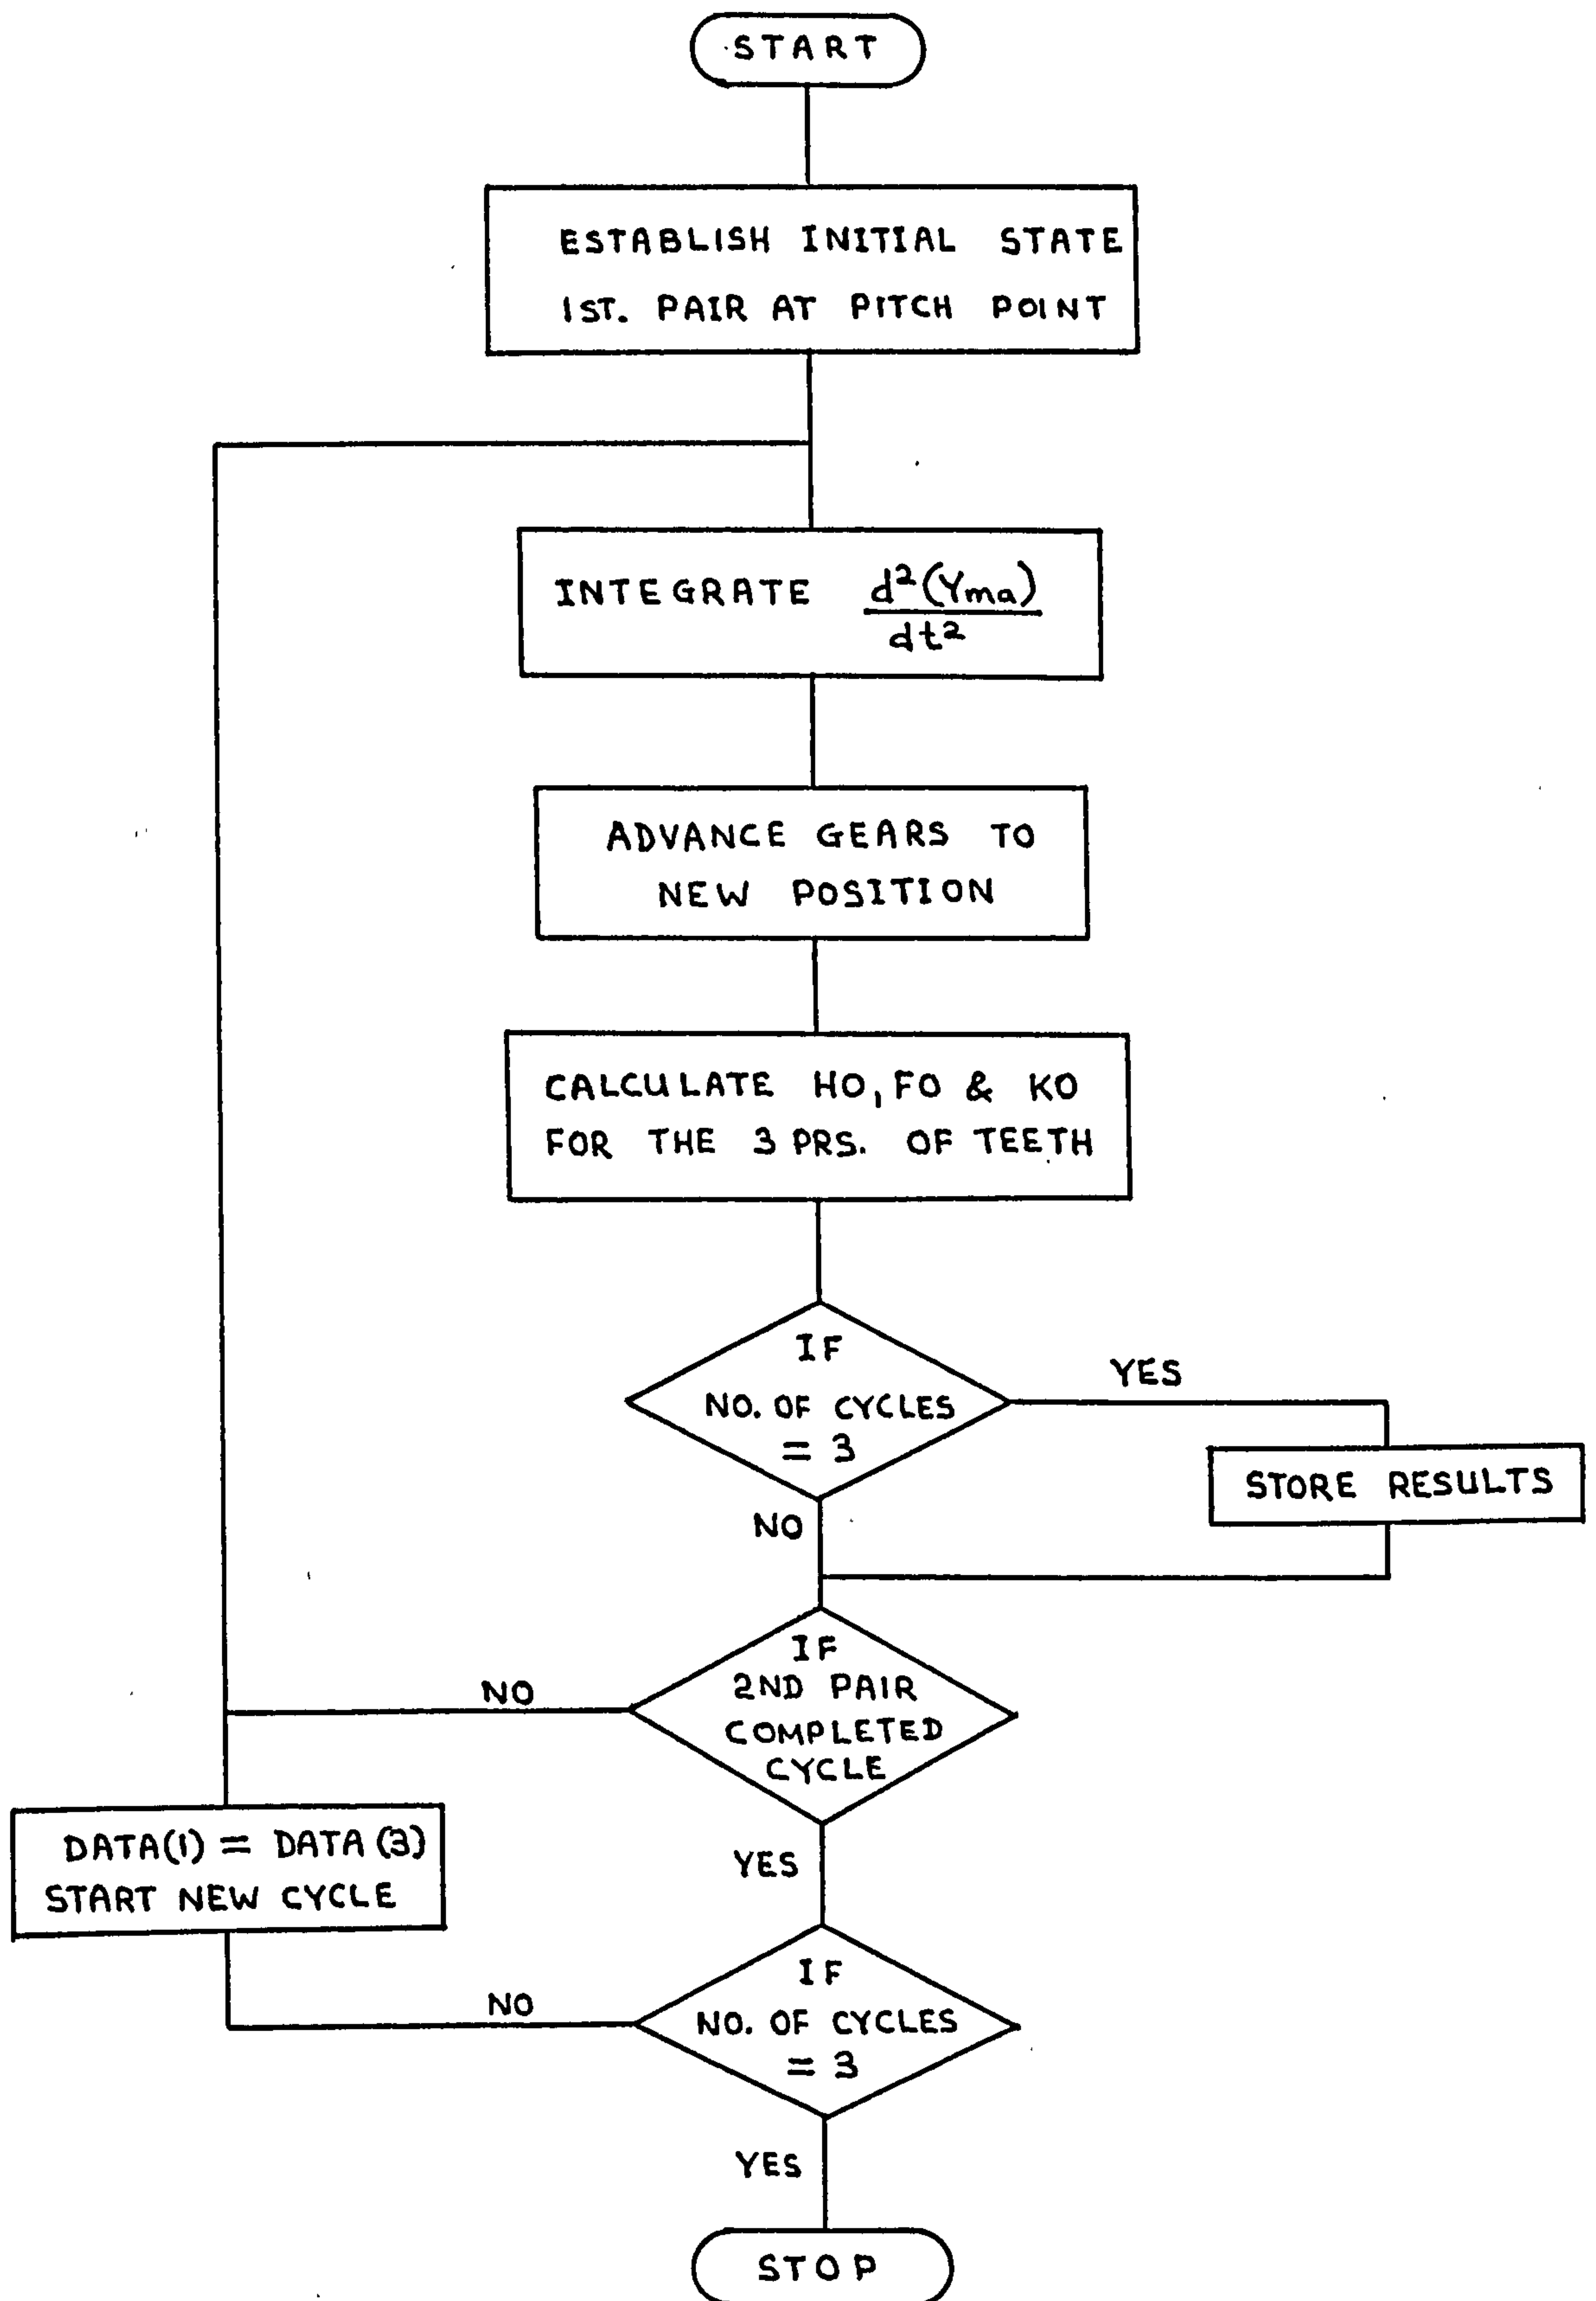 START
ESTABLISH INITIAL STATE
1ST. PAIR AT PITCH POINT
INTEGRATE d²(Yma)
dt²
ADVANCE GEARS TO
NEW POSITION
CALCULATE HO, FO & KO
FOR THE 3 PRS. OF TEETH
IF
NO. OF CYCLES
= 3
YES
STORE RESULTS
NO
IF
2ND PAIR
COMPLETED
CYCLE
NO
DATA(1) = DATA(3)
START NEW CYCLE
YES
IF
NO. OF CYCLES
= 3
NO
YES
STOP